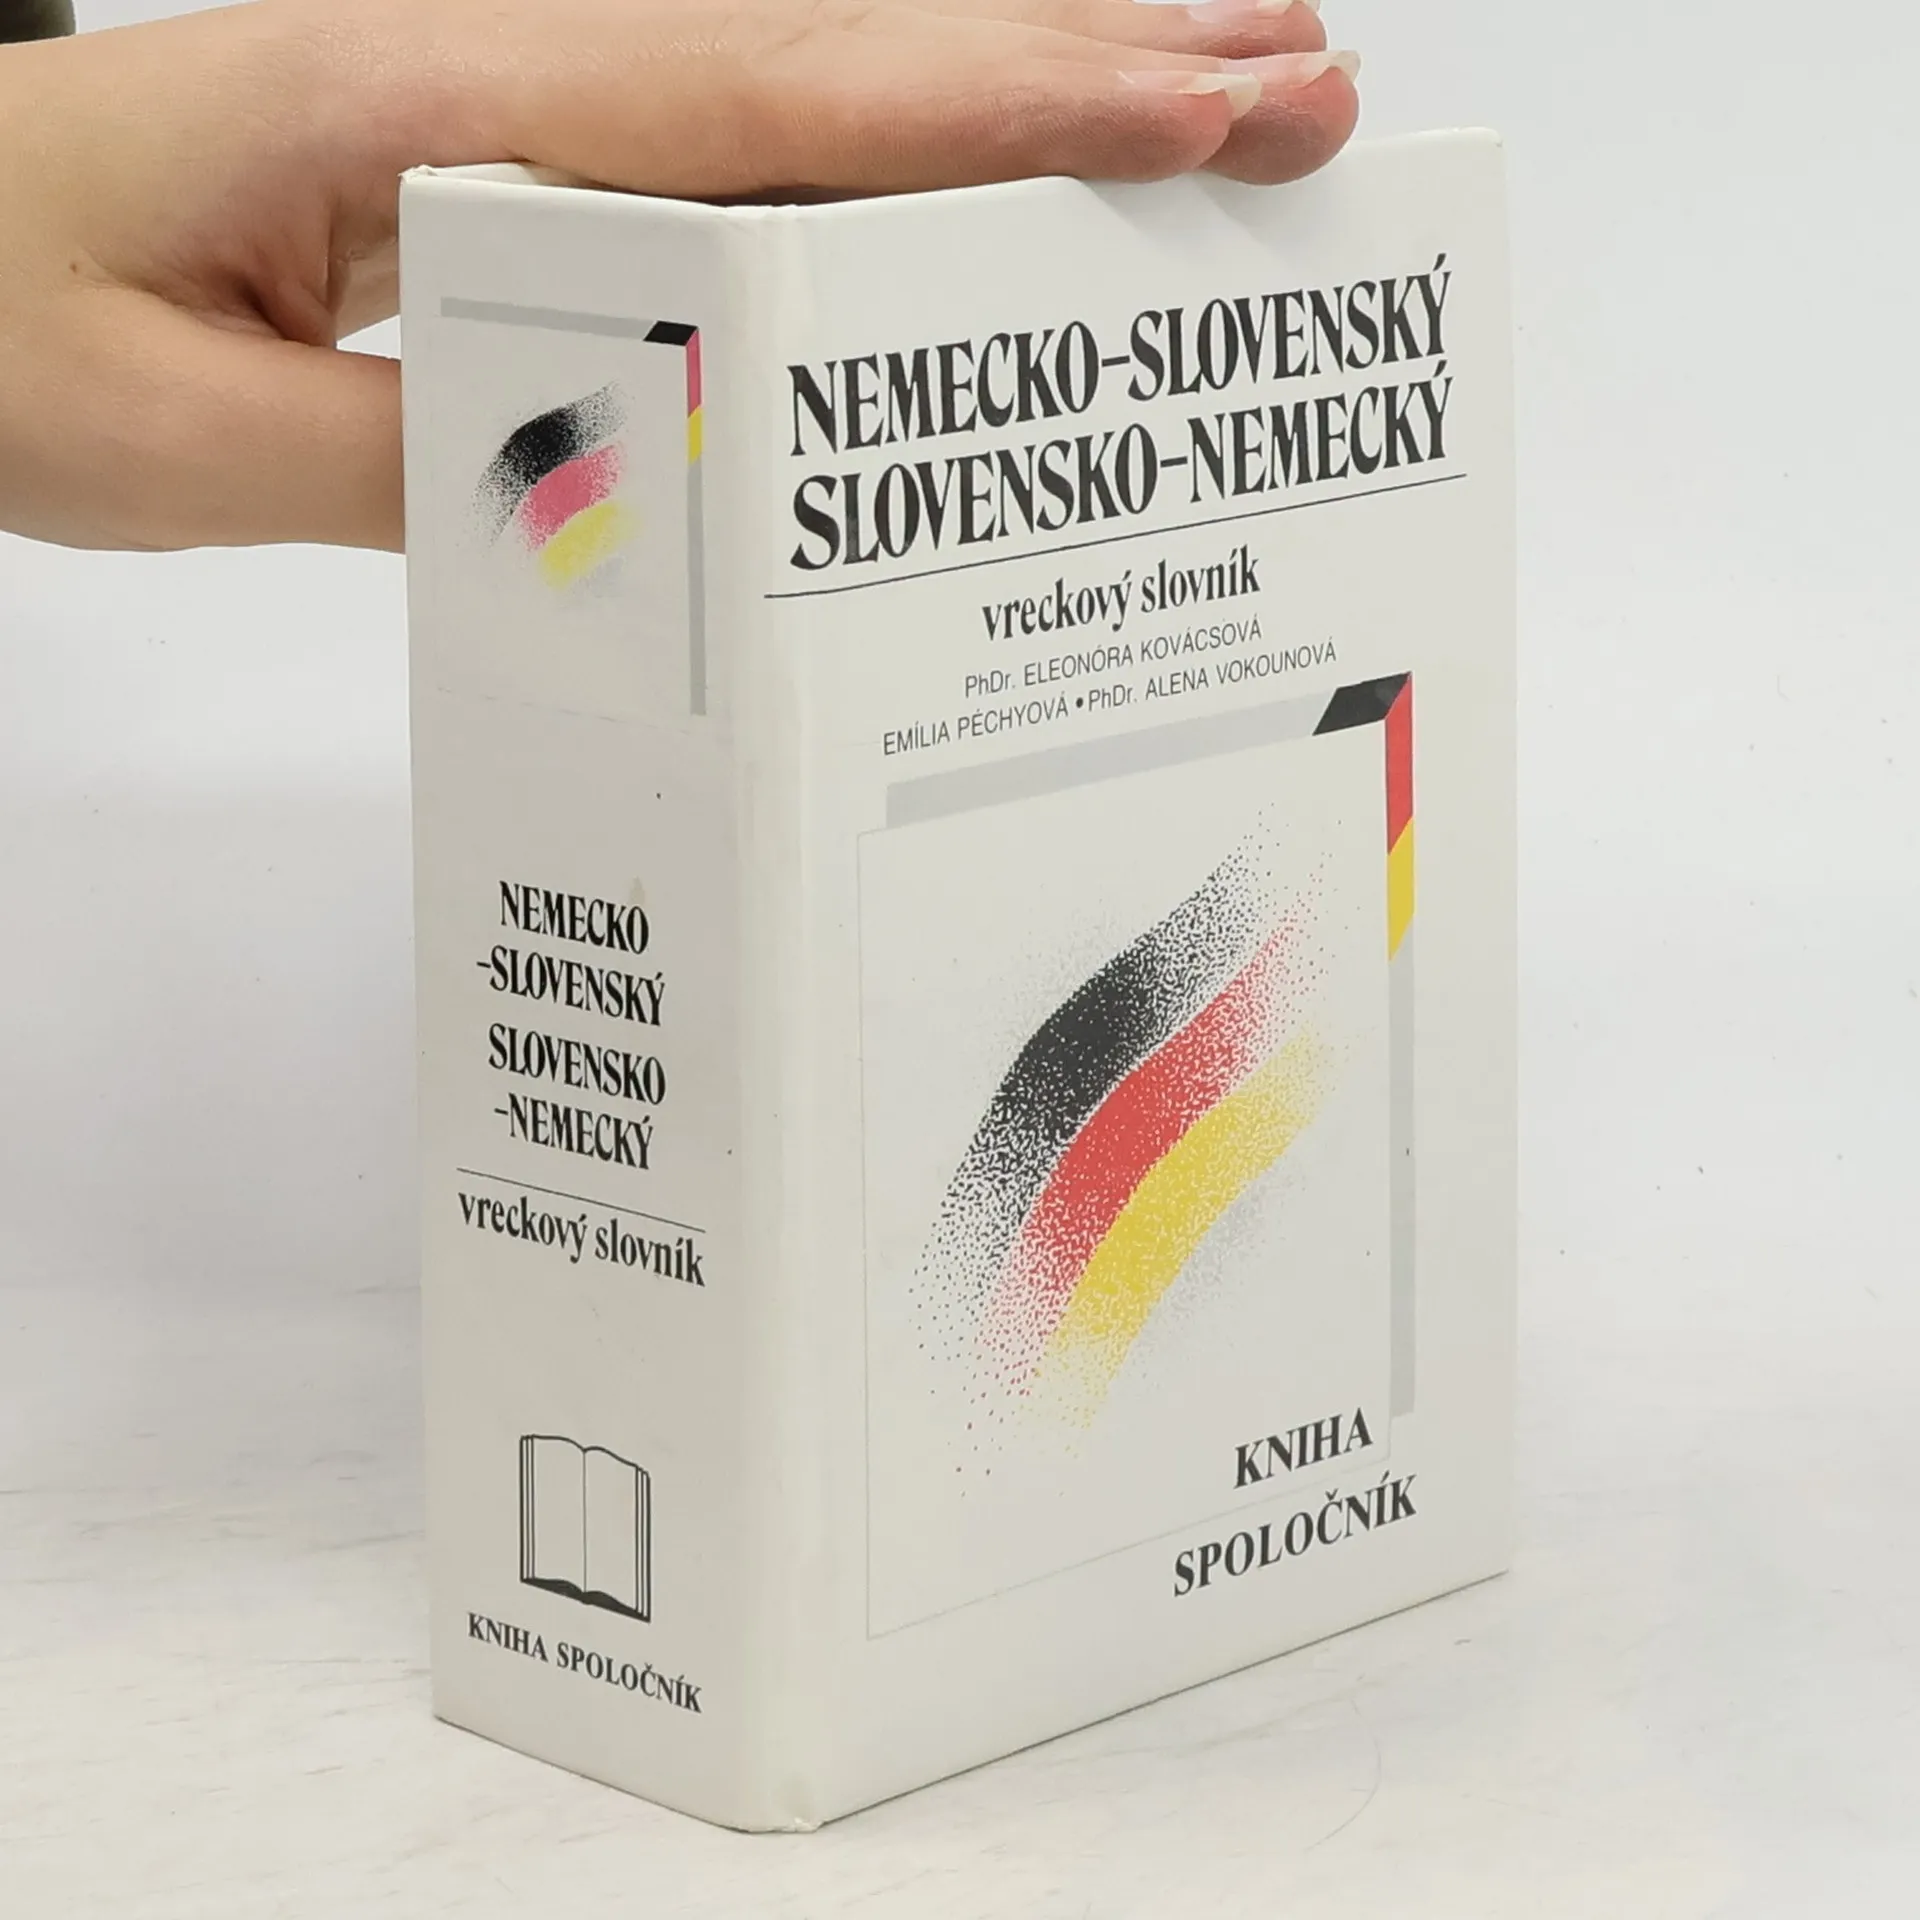 NEMECKO-SLOVENSKÝ
SLOVENSKO-NEMECKÝ
vreckový slovník
PhDr. ELEONÓRA KOVÁCSOVÁ
EMÍLIA PÉCHYOVÁ • PhDr. ALENA VOKOUNOVÁ
KNIHA
SPOLOČNÍK
NEMECKO
-SLOVENSKÝ
SLOVENSKO
-NEMECKÝ
vreckový slovník
KNIHA SPOLOČNÍK